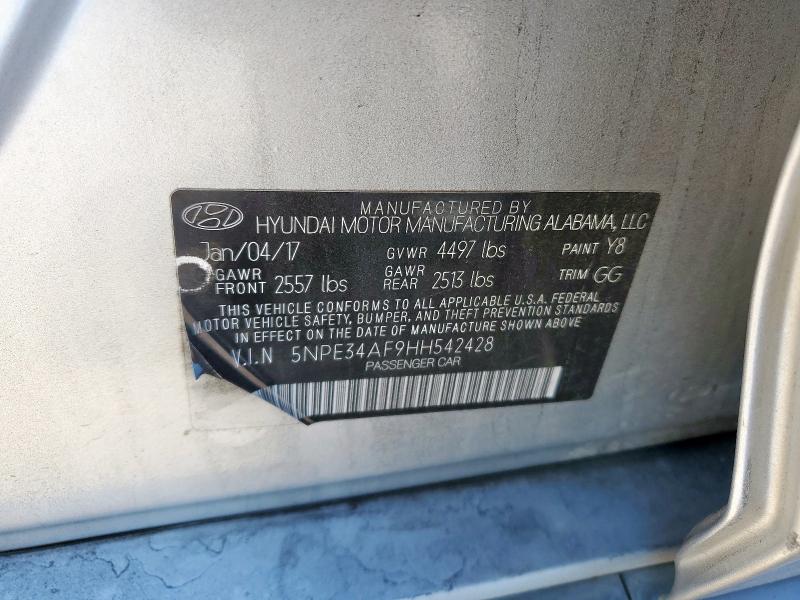 MANUFACTURED BY
HYUNDAI MOTOR MANUFACTURING ALABAMA, LLC
Jan/04/17 GVWR 4497 lbs PAINT Y8
GAWR FRONT 2557 lbs GAWR REAR 2513 lbs TRIM GG
THIS VEHICLE CONFORMS TO ALL APPLICABLE U.S.A. FEDERAL
MOTOR VEHICLE SAFETY, BUMPER, AND THEFT PREVENTION STANDARDS
IN EFFECT ON THE DATE OF MANUFACTURE SHOWN ABOVE
V.I.N 5NPE34AF9HH542428
PASSENGER CAR